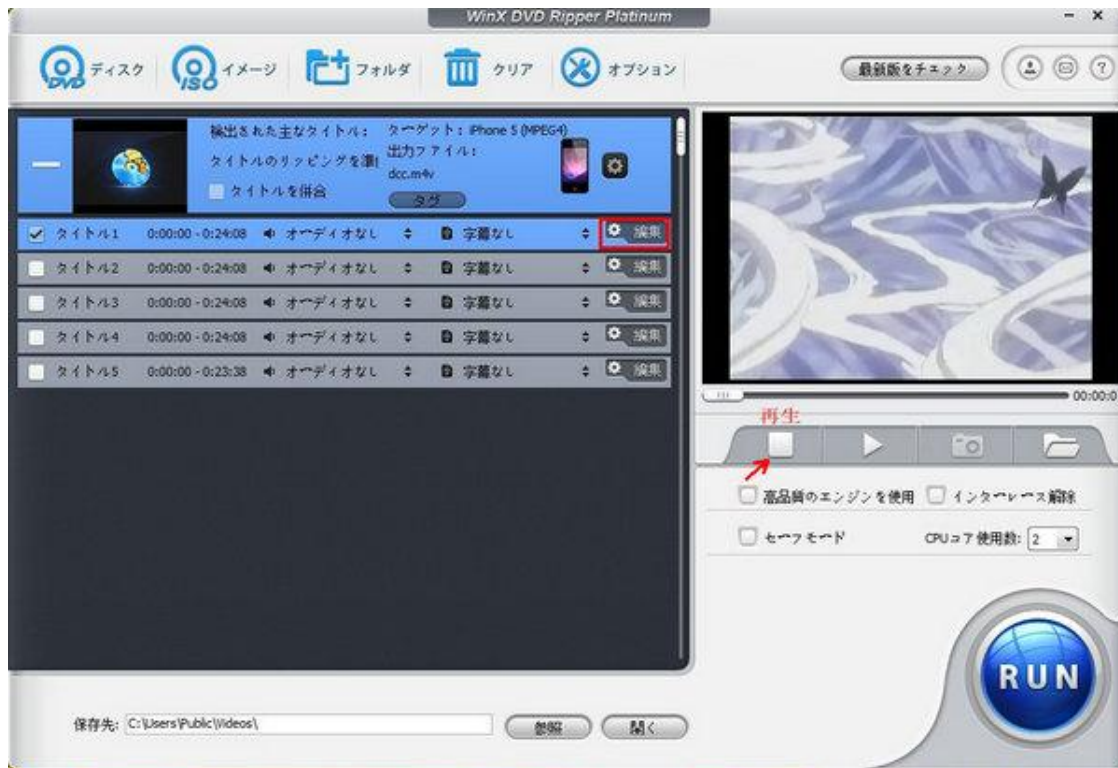 WinX DVD Ripper Platinum
DVD ディスク ISO イメージ フォルダ クリア オプション 最新版をチェック
検出された主なタイトル: ターゲット: iPhone 5 (MPEG4)
タイトルのリッピングを準 出力ファイル:
dcc.m4v
タイトルを併合 タグ
タイトル1 0:00:00 - 0:24:08 オーディオなし 字幕なし 編集
タイトル2 0:00:00 - 0:24:08 オーディオなし 字幕なし 編集
タイトル3 0:00:00 - 0:24:08 オーディオなし 字幕なし 編集
タイトル4 0:00:00 - 0:24:08 オーディオなし 字幕なし 編集
タイトル5 0:00:00 - 0:23:38 オーディオなし 字幕なし 編集
00:00:0
再生
高品質のエンジンを使用 インターレース解除
セーフモード CPUコア使用数: 2
RUN
保存先: C:\Users\Public\Videos\ 参照 開く